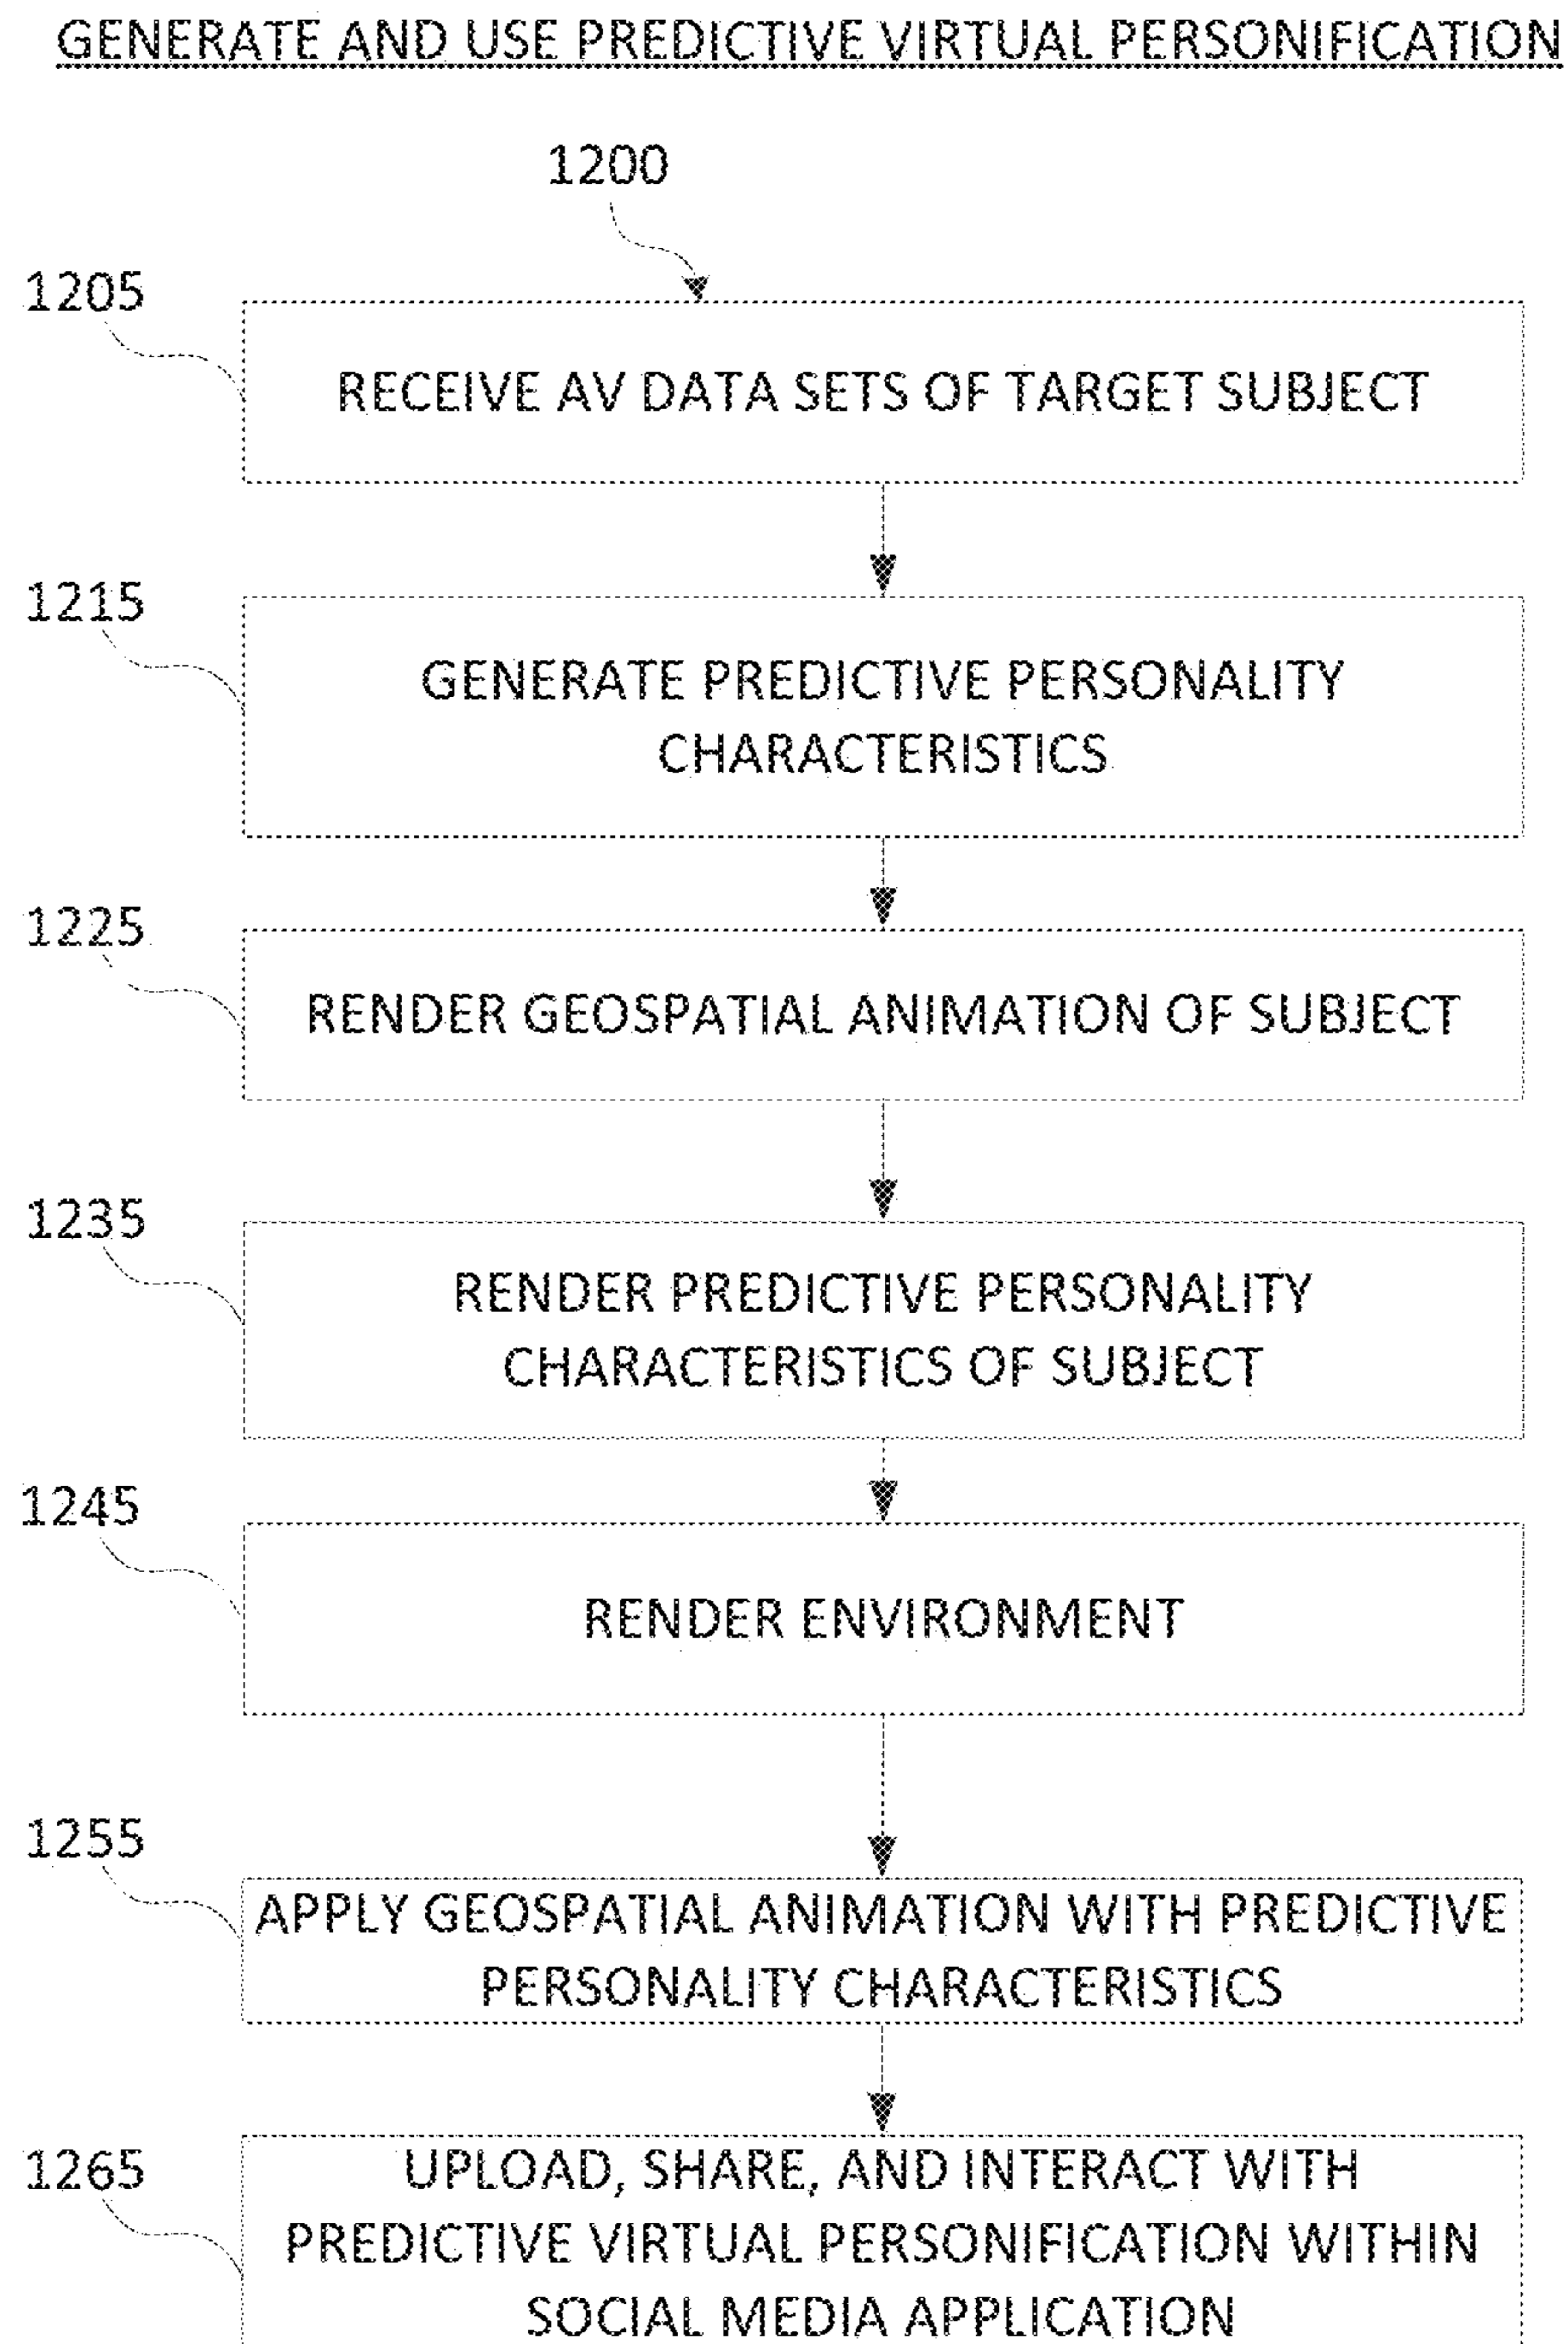 GENERATE AND USE PREDICTIVE VIRTUAL PERSONIFICATION
1200
1205
RECEIVE AV DATA SETS OF TARGET SUBJECT
1215
GENERATE PREDICTIVE PERSONALITY
CHARACTERISTICS
1225
RENDER GEOSPATIAL ANIMATION OF SUBJECT
1235
RENDER PREDICTIVE PERSONALITY
CHARACTERISTICS OF SUBJECT
1245
RENDER ENVIRONMENT
1255
APPLY GEOSPATIAL ANIMATION WITH PREDICTIVE
PERSONALITY CHARACTERISTICS
1265
UPLOAD, SHARE, AND INTERACT WITH
PREDICTIVE VIRTUAL PERSONIFICATION WITHIN
SOCIAL MEDIA APPLICATION